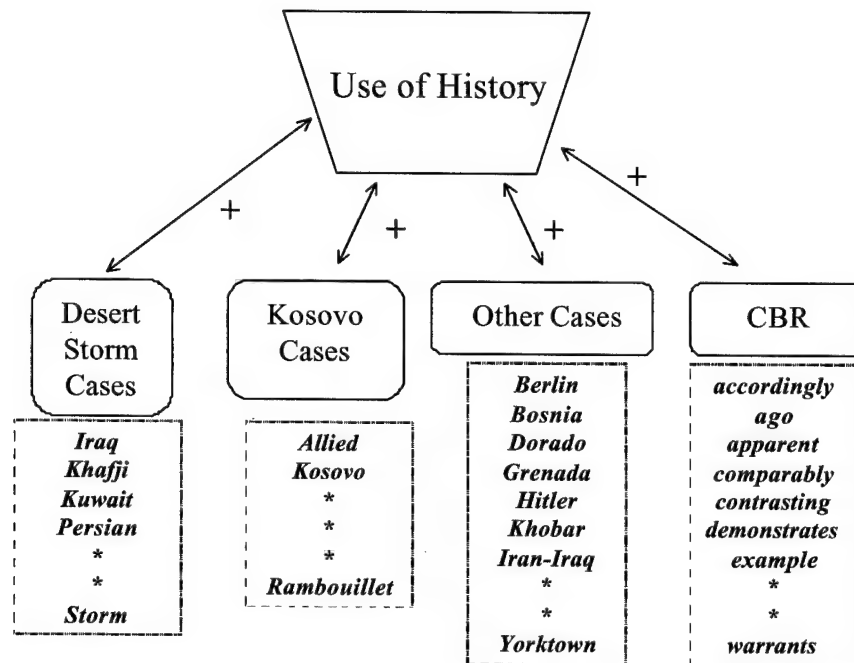 Use of History
+
+
+
+
Desert
Storm
Cases
Iraq
Khafji
Kuwait
Persian
*
*
Storm
Kosovo
Cases
Allied
Kosovo
*
*
*
Rambouillet
Other Cases
Berlin
Bosnia
Dorado
Grenada
Hitler
Khobar
Iran-Iraq
*
*
Yorktown
CBR
accordingly
ago
apparent
comparably
contrasting
demonstrates
example
*
*
warrants